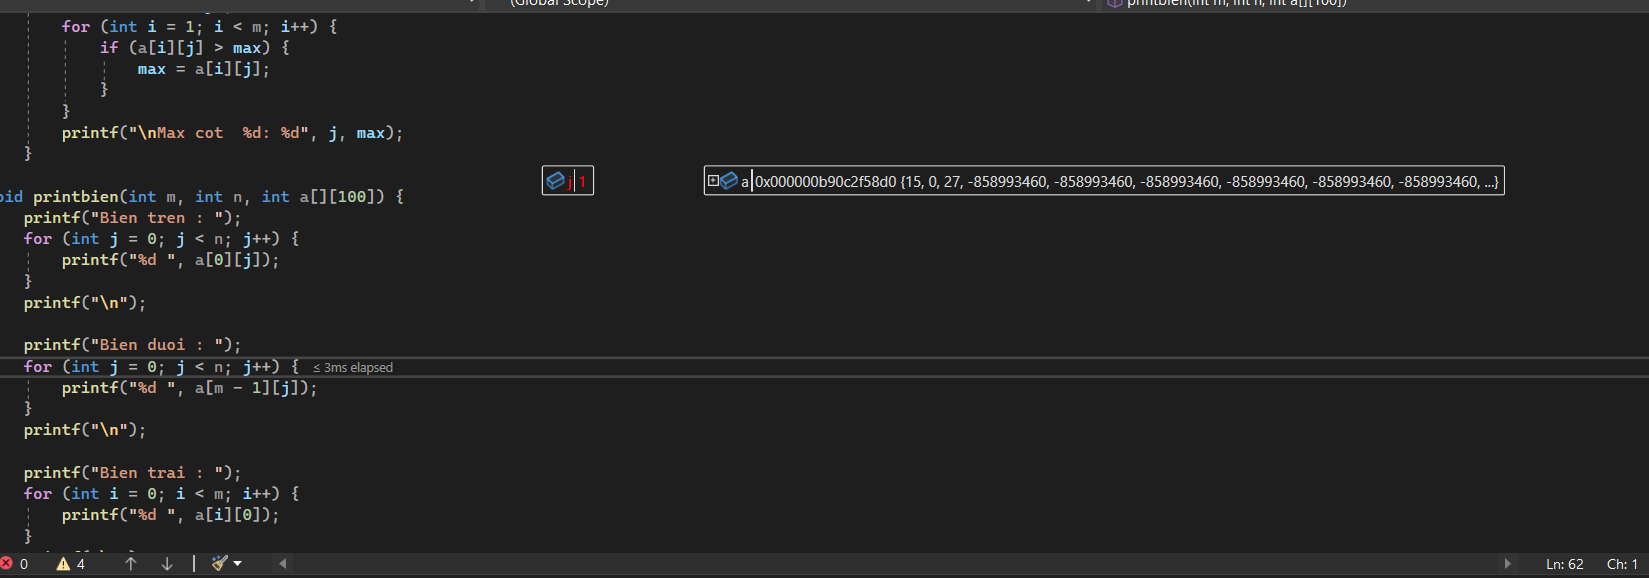 (Global Scope)
printbien(int m, int n, int a[][100])
for (int i = 1; i < m; i++) {
if (a[i][j] > max) {
max = a[i][j];
}
}
printf("\nMax cot  %d: %d", j, max);
}
j 1
a 0x000000b90c2f58d0 {15, 0, 27, -858993460, -858993460, -858993460, -858993460, -858993460, -858993460, ...}
oid printbien(int m, int n, int a[][100]) {
printf("Bien tren : ");
for (int j = 0; j < n; j++) {
printf("%d ", a[0][j]);
}
printf("\n");
printf("Bien duoi : ");
for (int j = 0; j < n; j++) { ≤ 3ms elapsed
printf("%d ", a[m - 1][j]);
}
printf("\n");
printf("Bien trai : ");
for (int i = 0; i < m; i++) {
printf("%d ", a[i][0]);
}
0 4 Ln: 62 Ch: 1